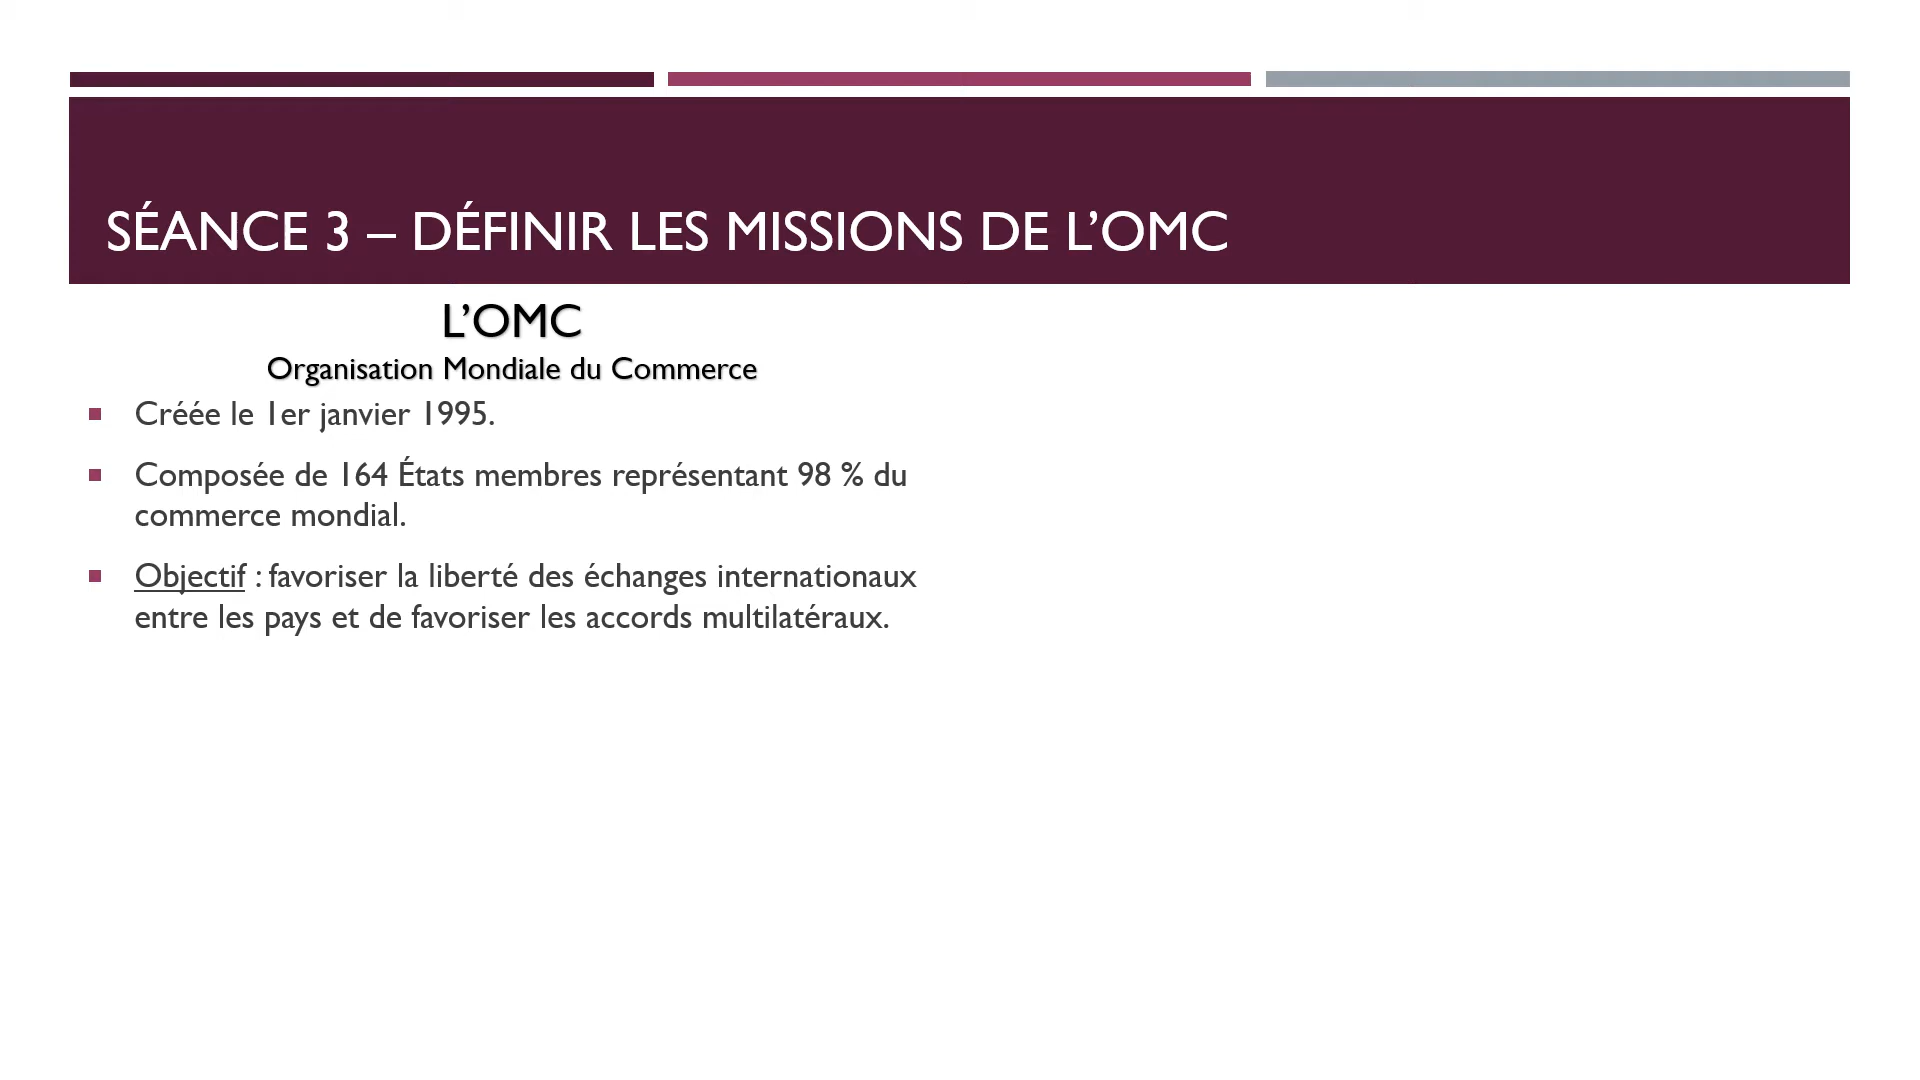 SÉANCE 3 – DÉFINIR LES MISSIONS DE L’OMC
L’OMC
Organisation Mondiale du Commerce
Créée le 1er janvier 1995.
Composée de 164 États membres représentant 98 % du
commerce mondial.
Objectif : favoriser la liberté des échanges internationaux
entre les pays et de favoriser les accords multilatéraux.